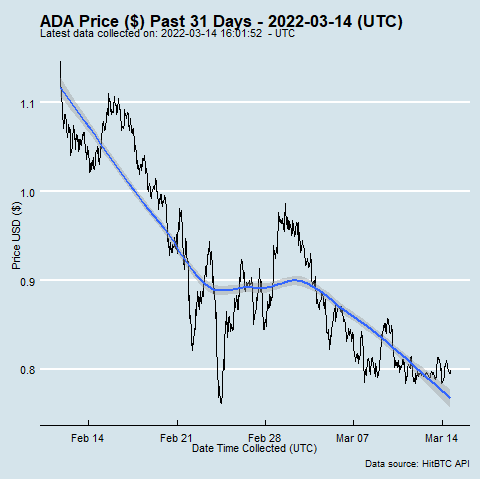 ADA Price ($) Past 31 Days - 2022-03-14 (UTC)
Latest data collected on: 2022-03-14 16:01:52  - UTC
1.1
1.0
0.9
0.8
Price USD ($)
Feb 14
Feb 21
Feb 28
Mar 07
Mar 14
Date Time Collected (UTC)
Data source: HitBTC API